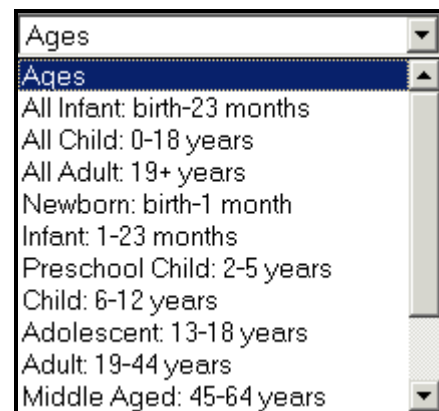 Ages
Ages
All Infant: birth-23 months
All Child: 0-18 years
All Adult: 19+ years
Newborn: birth-1 month
Infant: 1-23 months
Preschool Child: 2-5 years
Child: 6-12 years
Adolescent: 13-18 years
Adult: 19-44 years
Middle Aged: 45-64 years